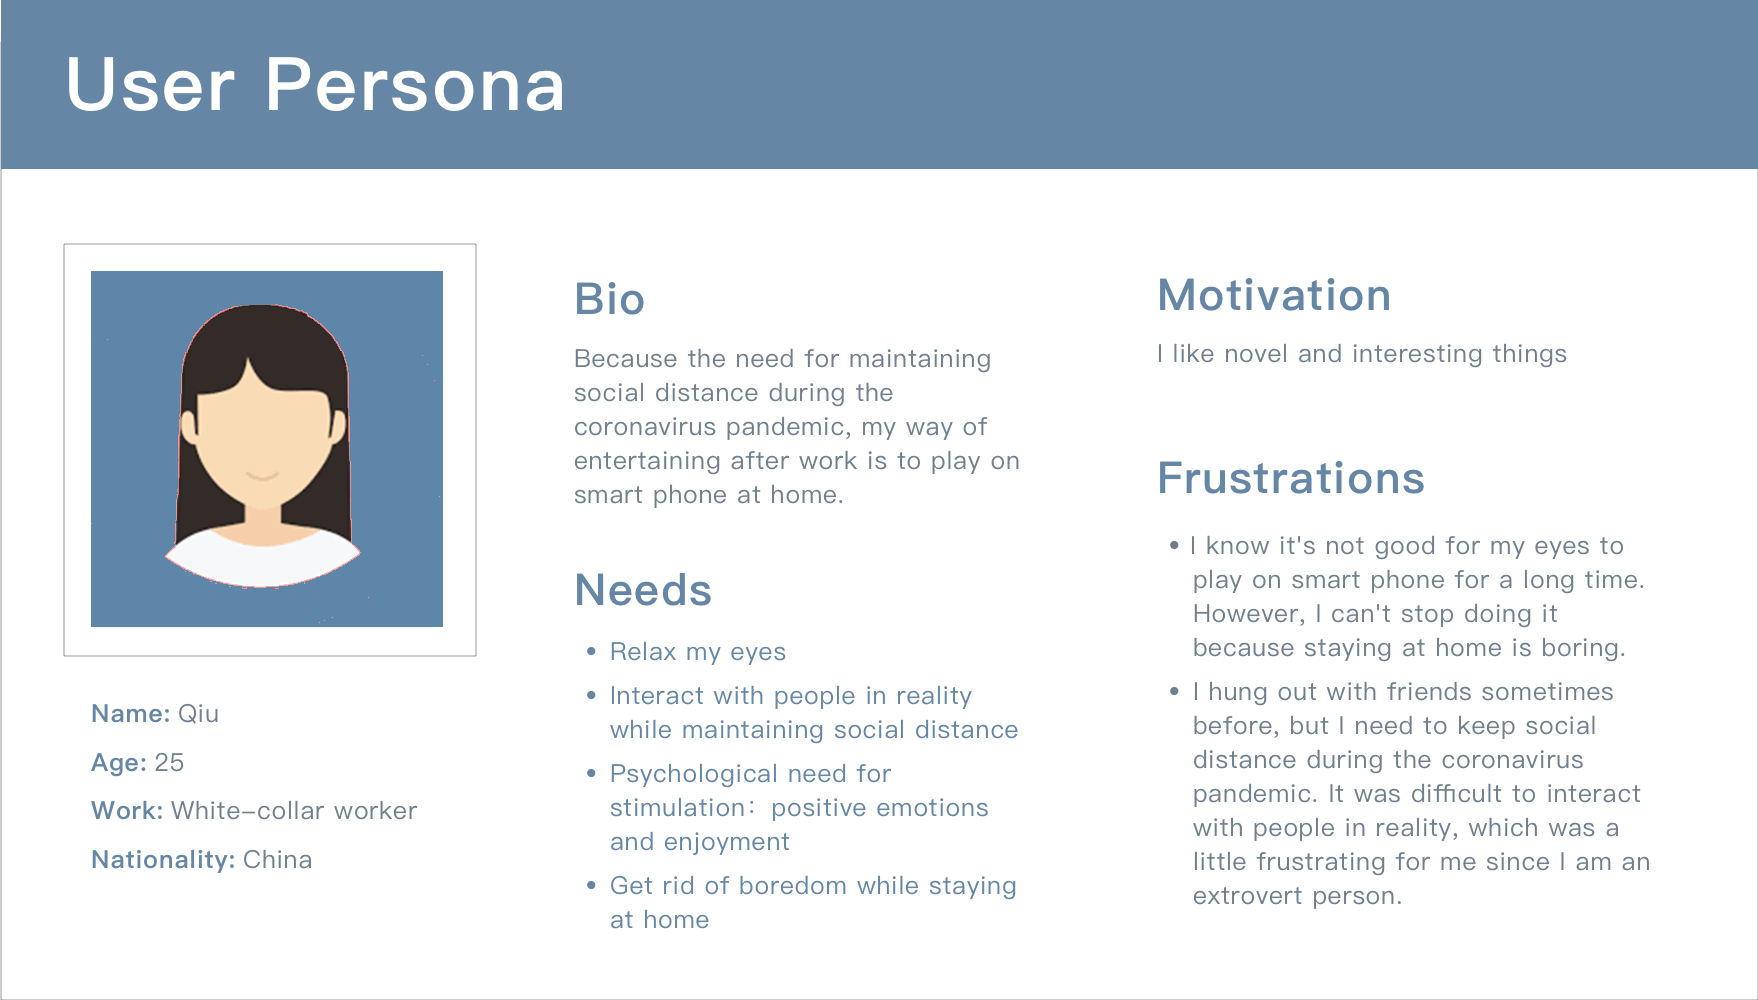 User Persona
Name: Qiu
Age: 25
Work: White-collar worker
Nationality: China
Bio
Because the need for maintaining
social distance during the
coronavirus pandemic, my way of
entertaining after work is to play on
smart phone at home.
Needs
• Relax my eyes
• Interact with people in reality
while maintaining social distance
• Psychological need for
stimulation：positive emotions
and enjoyment
• Get rid of boredom while staying
at home
Motivation
I like novel and interesting things
Frustrations
• I know it's not good for my eyes to
play on smart phone for a long time.
However, I can't stop doing it
because staying at home is boring.
• I hung out with friends sometimes
before, but I need to keep social
distance during the coronavirus
pandemic. It was difficult to interact
with people in reality, which was a
little frustrating for me since I am an
extrovert person.